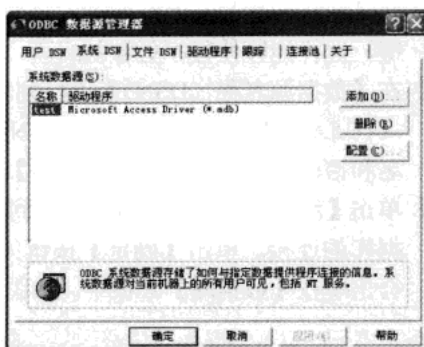 ODBC 数据源管理器
用户 DSN 系统 DSN 文件 DSN 驱动程序 跟踪 连接池 关于
系统数据源(S):
名称 驱动程序
test Microsoft Access Driver (*.mdb)
添加(D)...
删除(R)
配置(C)...
ODBC 系统数据源存储了如何与指定数据提供程序连接的信息。系
统数据源对当前机器上的所有用户可见，包括 NT 服务。
确定 取消 应用(A) 帮助